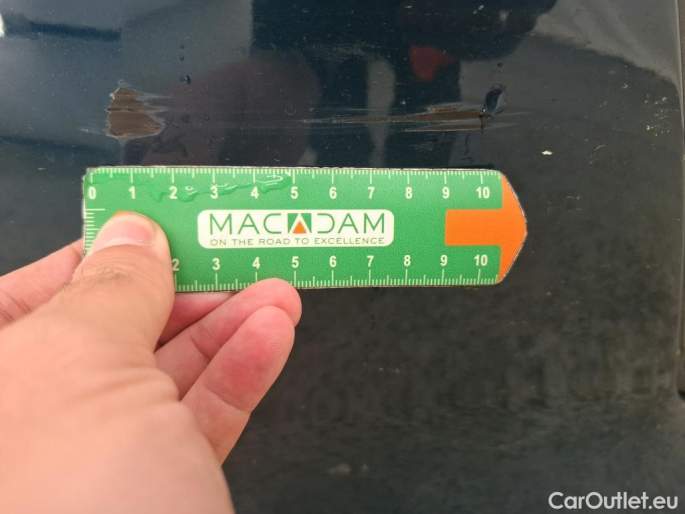 0 1 2 3 4 5 6 7 8 9 10
MACADAM
ON THE ROAD TO EXCELLENCE
2 3 4 5 6 7 8 9 10
CarOutlet.eu